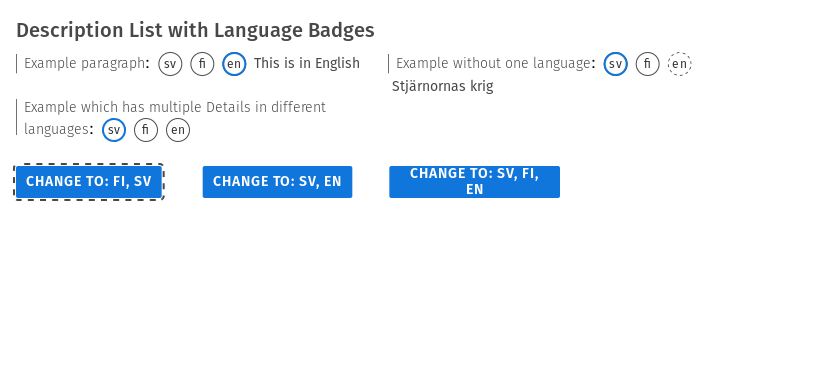 Description List with Language Badges
Example paragraph: sv fi en This is in English
Example without one language: sv fi en
Stjärnornas krig
Example which has multiple Details in different
languages: sv fi en
CHANGE TO: FI, SV
CHANGE TO: SV, EN
CHANGE TO: SV, FI,
EN